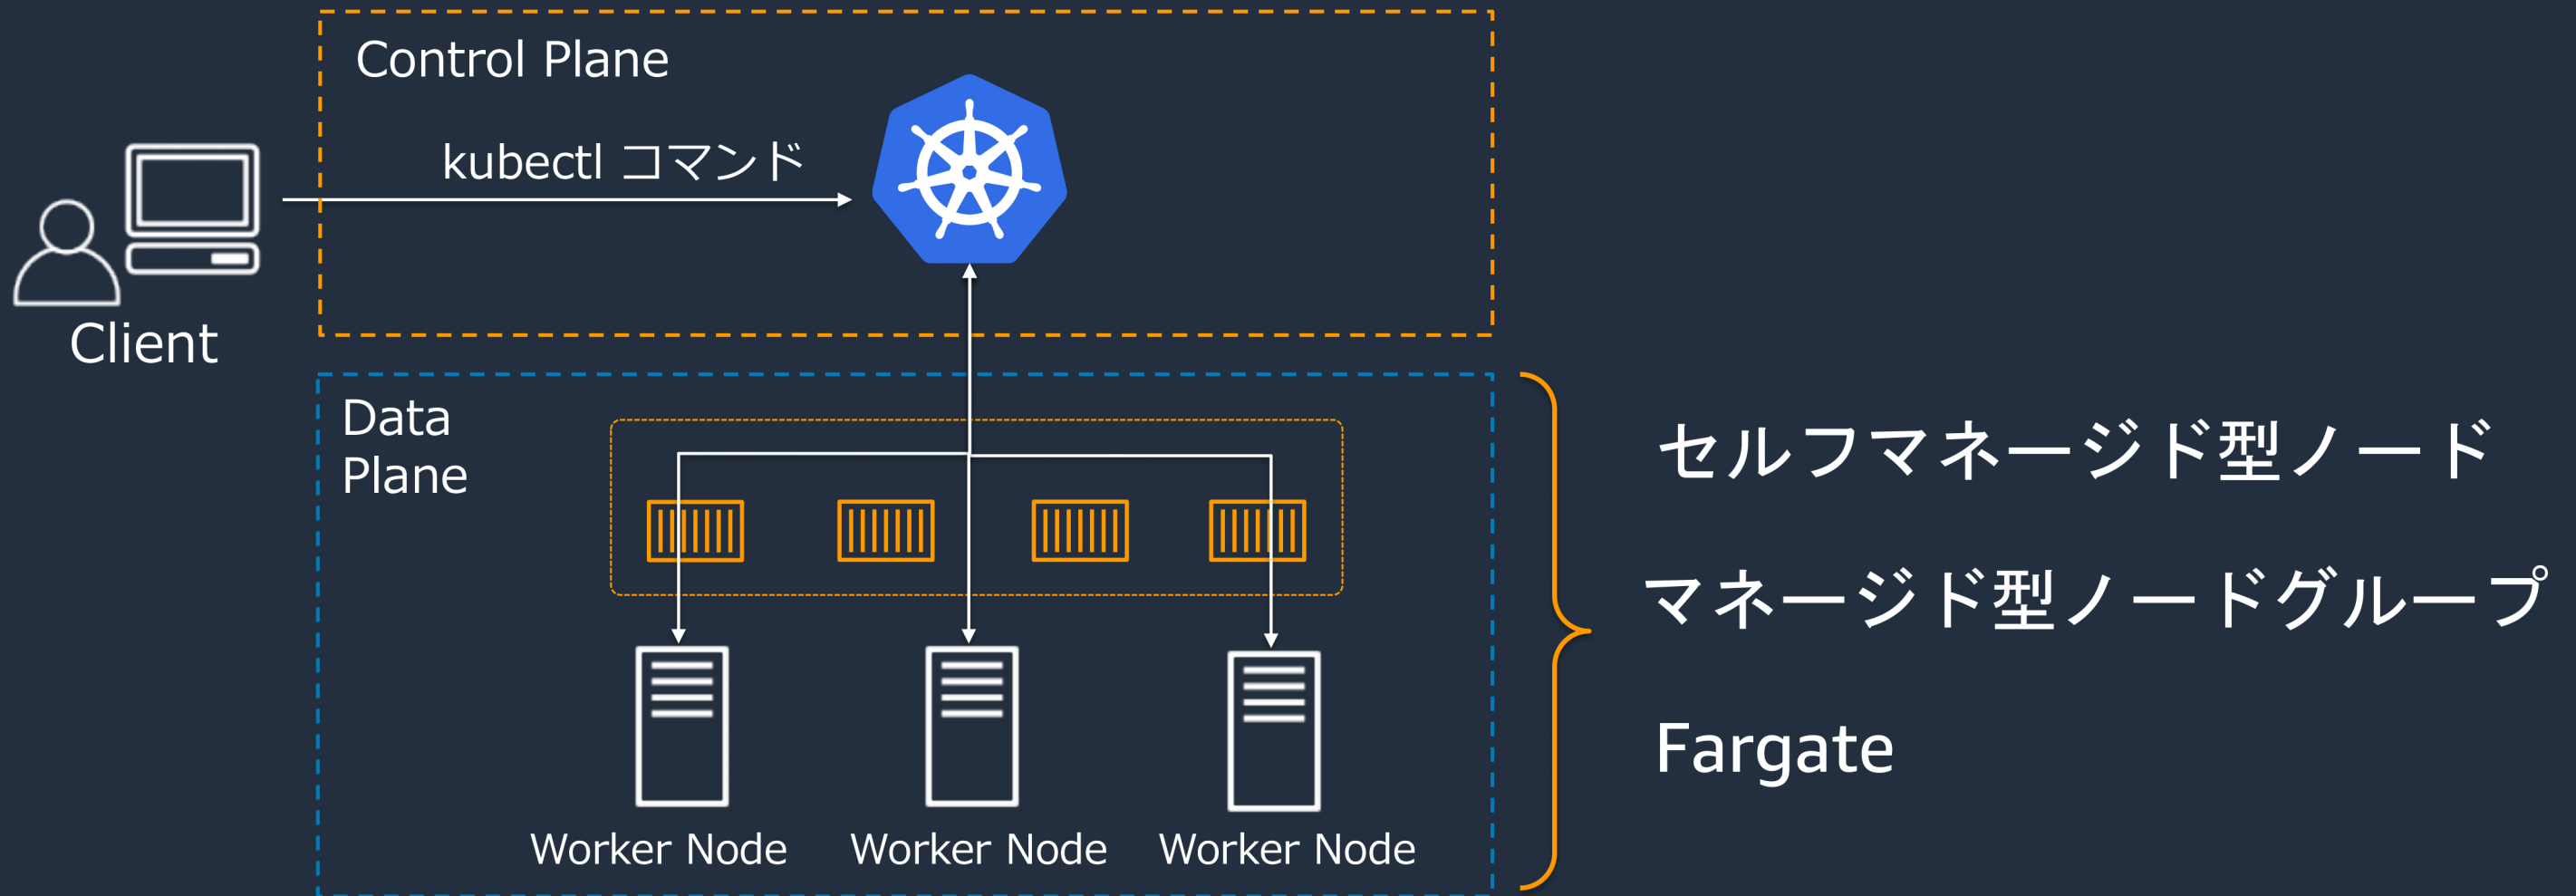 Control Plane
kubectl コマンド
Client
Data
Plane
Worker Node
Worker Node
Worker Node
セルフマネージド型ノード
マネージド型ノードグループ
Fargate